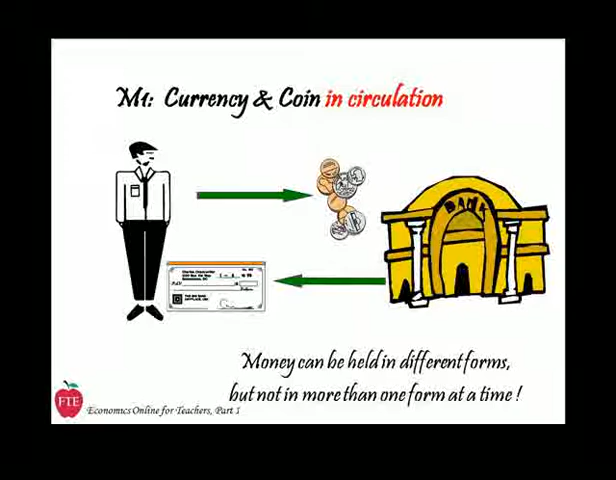 M1: Currency & Coin in circulation
BANK
Money can be held in different forms,
but not in more than one form at a time !
FTE
Economics Online for Teachers, Part 1